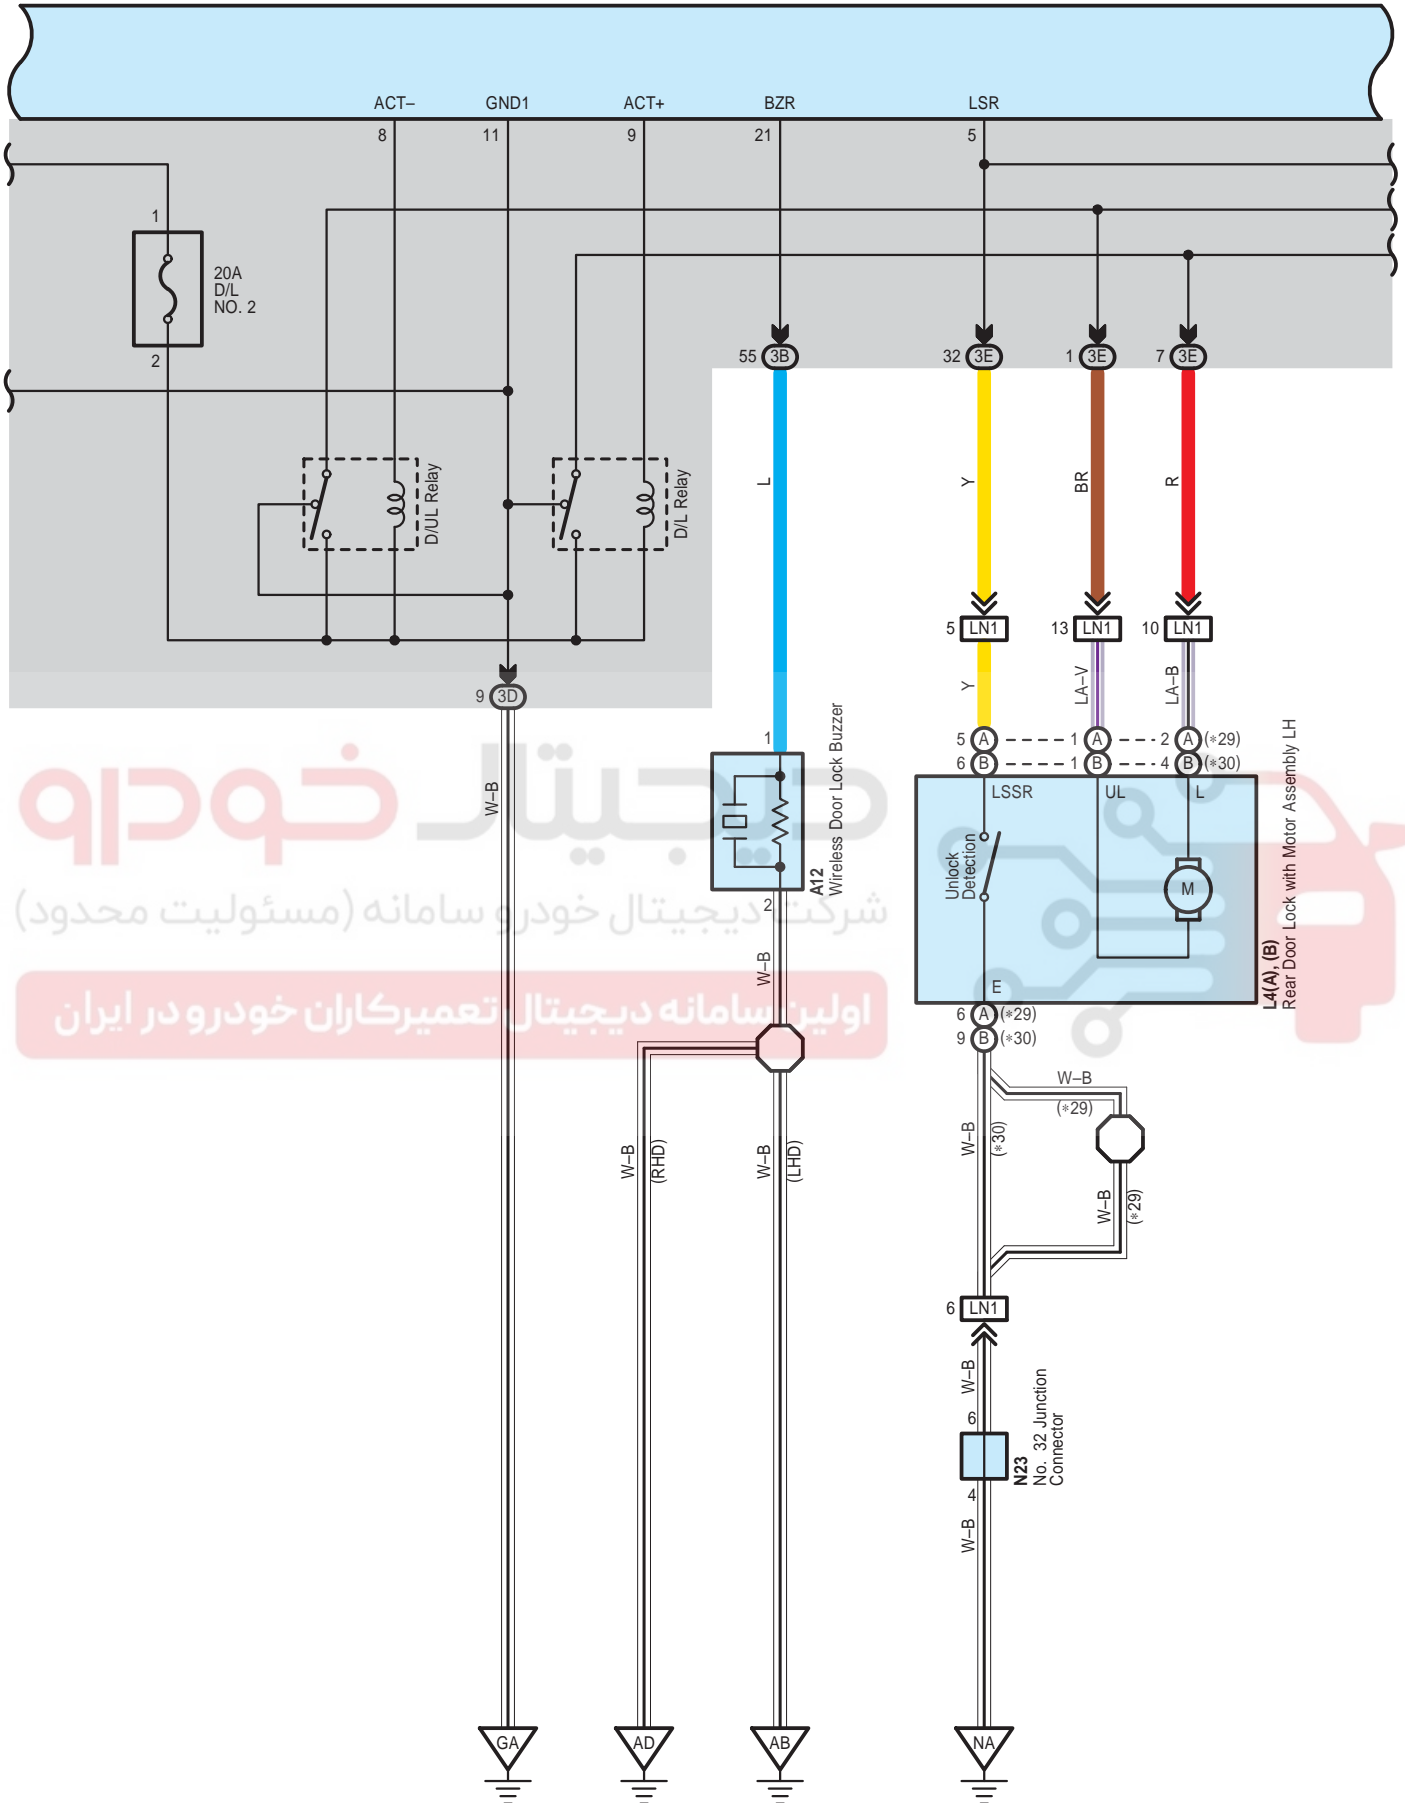 ACT– GND1 ACT+ BZR LSR
8 11 9 21 5
1
20A
D/L
NO. 2
2
55 3B 32 3E 1 3E 7 3E
D/UL Relay
D/L Relay
L
Y
BR
R
5 LN1 13 LN1 10 LN1
Y
LA–V
LA–B
9 3D
W–B
1
A12
Wireless Door Lock Buzzer
2
5 A 1 A 2 A (*29)
6 B 1 B 4 B (*30)
LSSR UL L
Unlock
Detection
M
E
L4(A), (B)
Rear Door Lock with Motor Assembly LH
6 A (*29)
9 B (*30)
دیجیتال خودرو
شرکت دیجیتال خودرو سامانه (مسئولیت محدود)
اولین سامانه دیجیتال تعمیرکاران خودرو در ایران
W–B
W–B
(*29)
W–B
(RHD)
W–B
(LHD)
W–B
(*30)
W–B
(*29)
6 LN1
W–B
6
N23
No. 32 Junction
Connector
4
W–B
GA AD AB NA